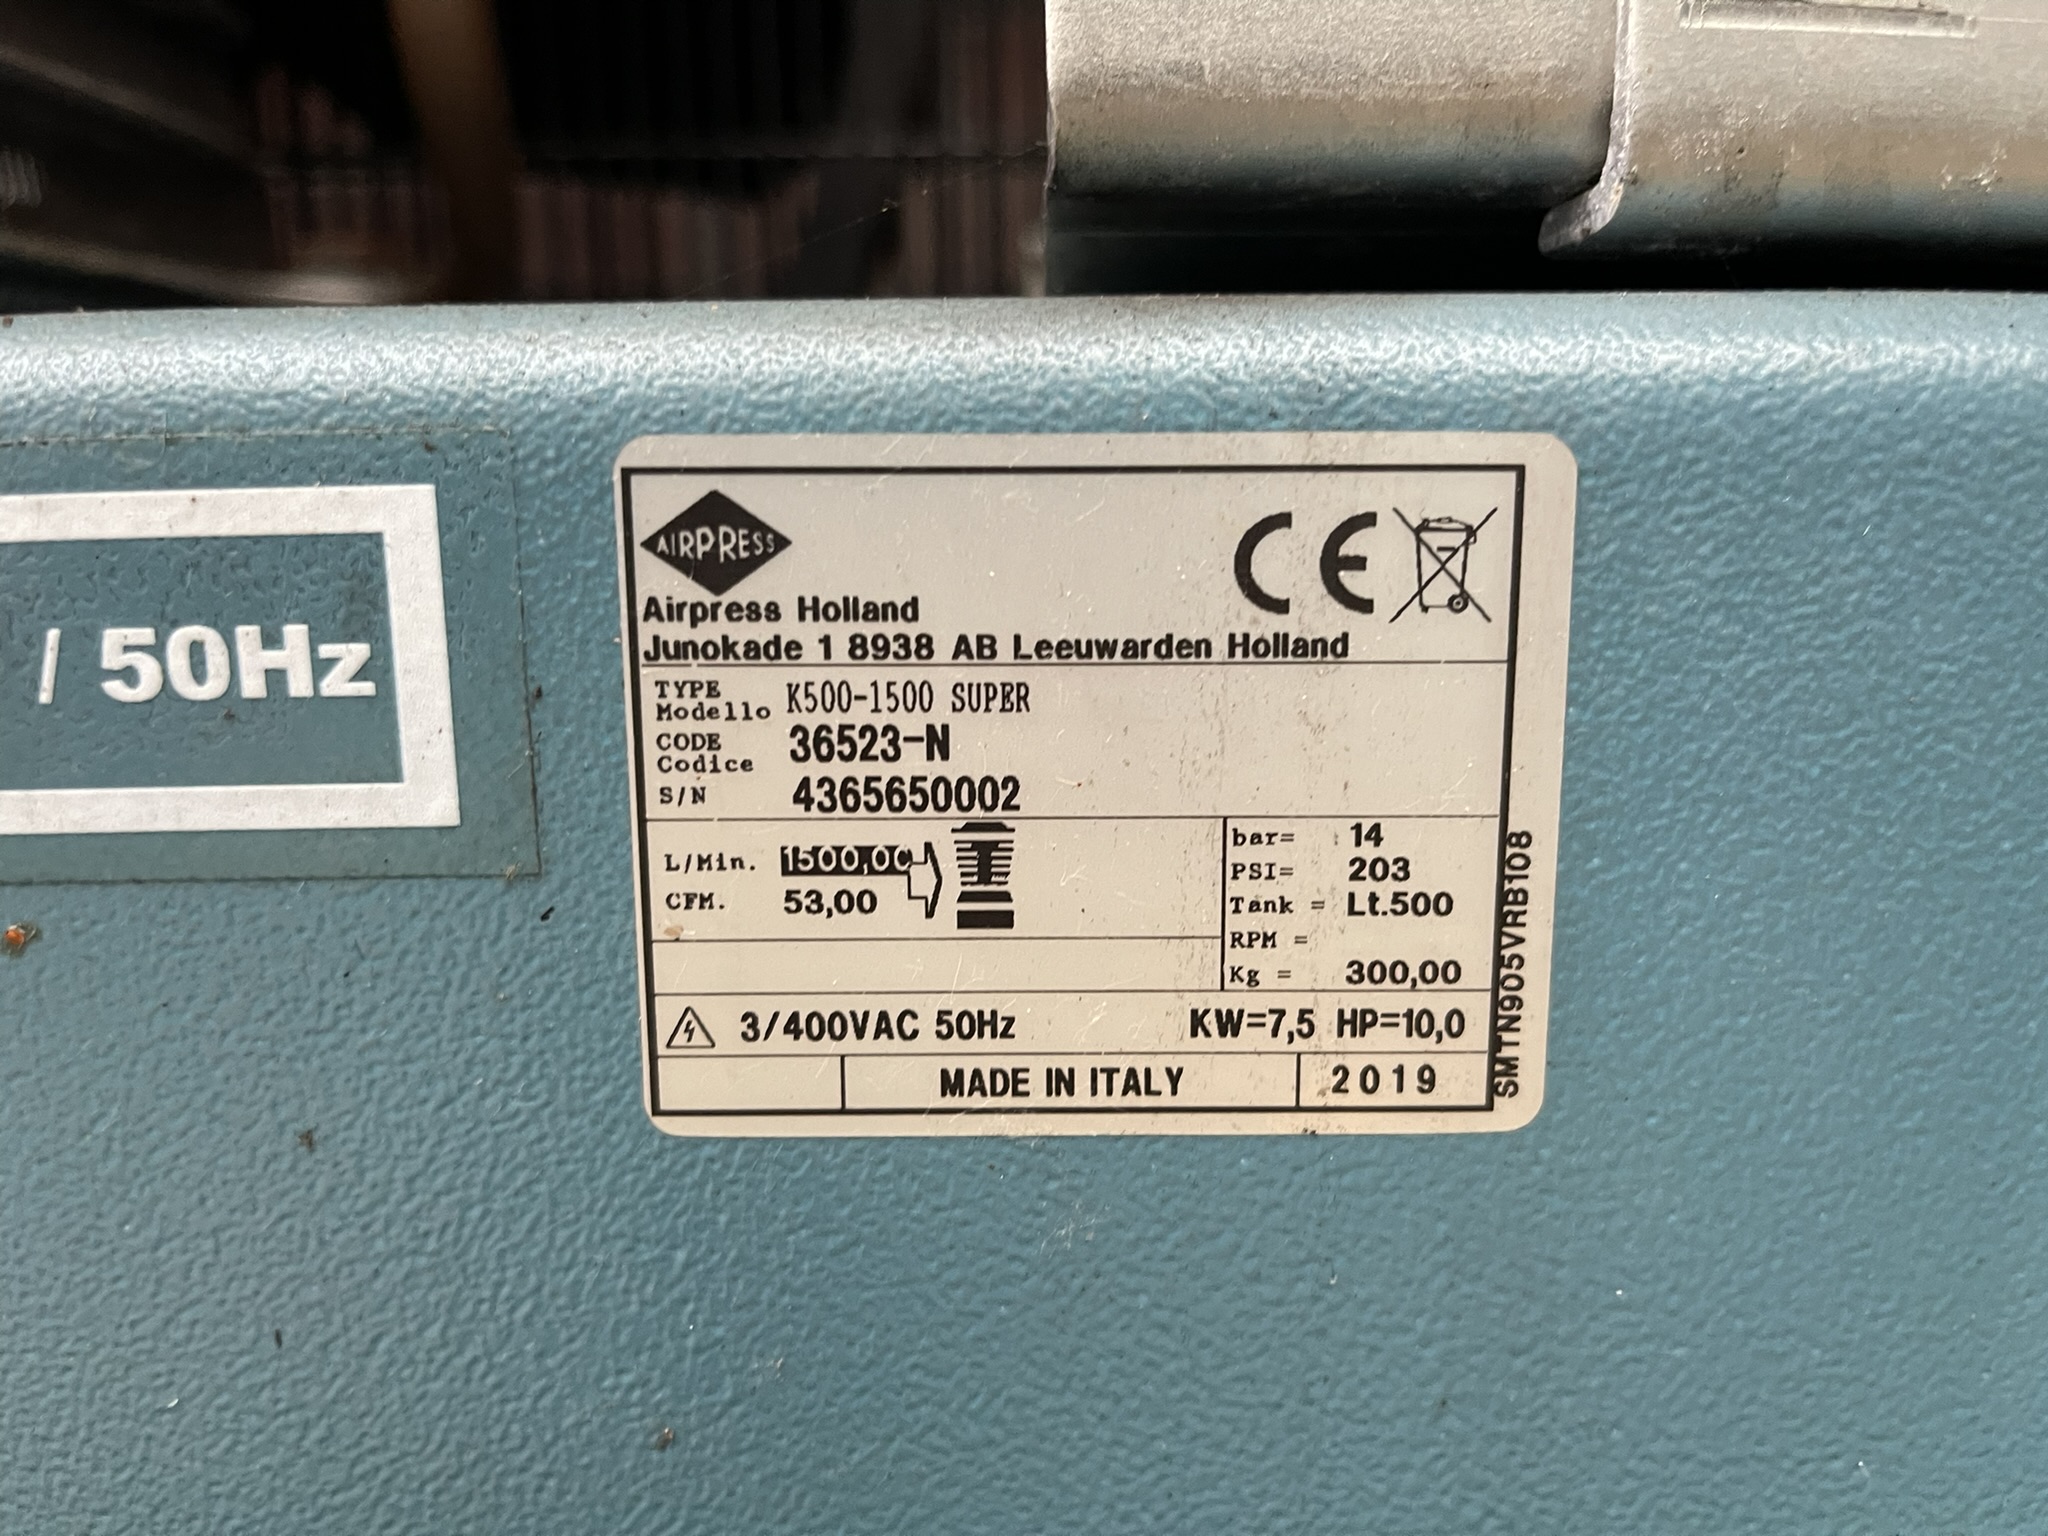 / 50Hz
AIRPRESS
CE
Airpress Holland
Junokade 1 8938 AB Leeuwarden Holland
TYPE
Modello K500-1500 SUPER
CODE
Codice 36523-N
S/N 4365650002
L/Min. 1500,00
CFM. 53,00
bar= 14
PSI= 203
Tank = Lt.500
RPM =
Kg = 300,00
3/400VAC 50Hz KW=7,5 HP=10,0
MADE IN ITALY 2019
SMTN905VRB108